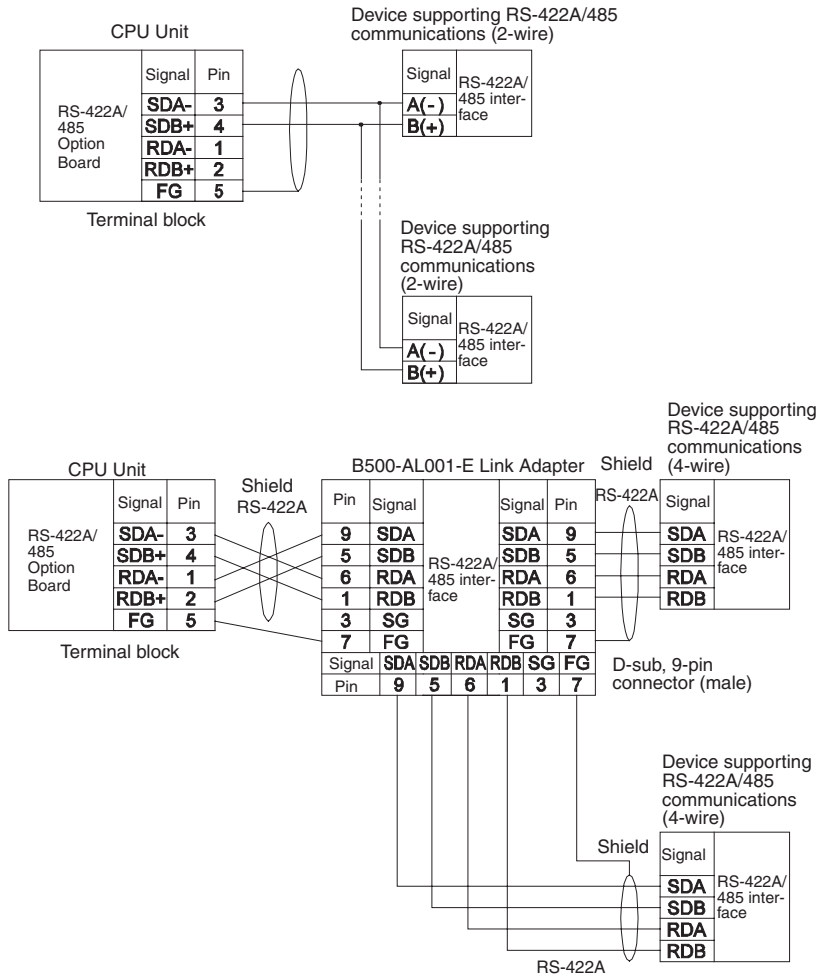 Device supporting RS-422A/485
communications (2-wire)
CPU Unit
RS-422A/
485
Option
Board
Signal Pin
SDA- 3
SDB+ 4
RDA- 1
RDB+ 2
FG 5
Terminal block
Signal
A(-)
B(+)
RS-422A/
485 inter-
face
Device supporting
RS-422A/485
communications
(2-wire)
Signal
A(-)
B(+)
RS-422A/
485 inter-
face
CPU Unit
RS-422A/
485
Option
Board
Signal Pin
SDA- 3
SDB+ 4
RDA- 1
RDB+ 2
FG 5
Terminal block
Shield
RS-422A
B500-AL001-E Link Adapter
Pin Signal
9 SDA
5 SDB
6 RDA
1 RDB
3 SG
7 FG
RS-422A/
485 inter-
face
Signal Pin
SDA 9
SDB 5
RDA 6
RDB 1
SG 3
FG 7
Signal SDA SDB RDA RDB SG FG
Pin 9 5 6 1 3 7
D-sub, 9-pin
connector (male)
Shield
RS-422A
Device supporting
RS-422A/485
communications
(4-wire)
Signal
SDA
SDB
RDA
RDB
RS-422A/
485 inter-
face
Device supporting
RS-422A/485
communications
(4-wire)
Shield
Signal
SDA
SDB
RDA
RDB
RS-422A/
485 inter-
face
RS-422A